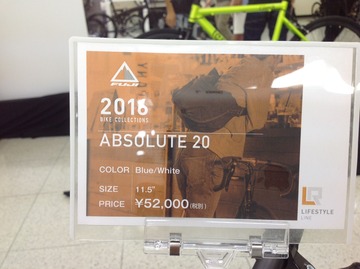 FUJI
2016
BIKE COLLECTIONS
ABSOLUTE 20
COLOR Blue/White
SIZE 11.5"
PRICE ¥52,000(税別)
LIFESTYLE
LINE